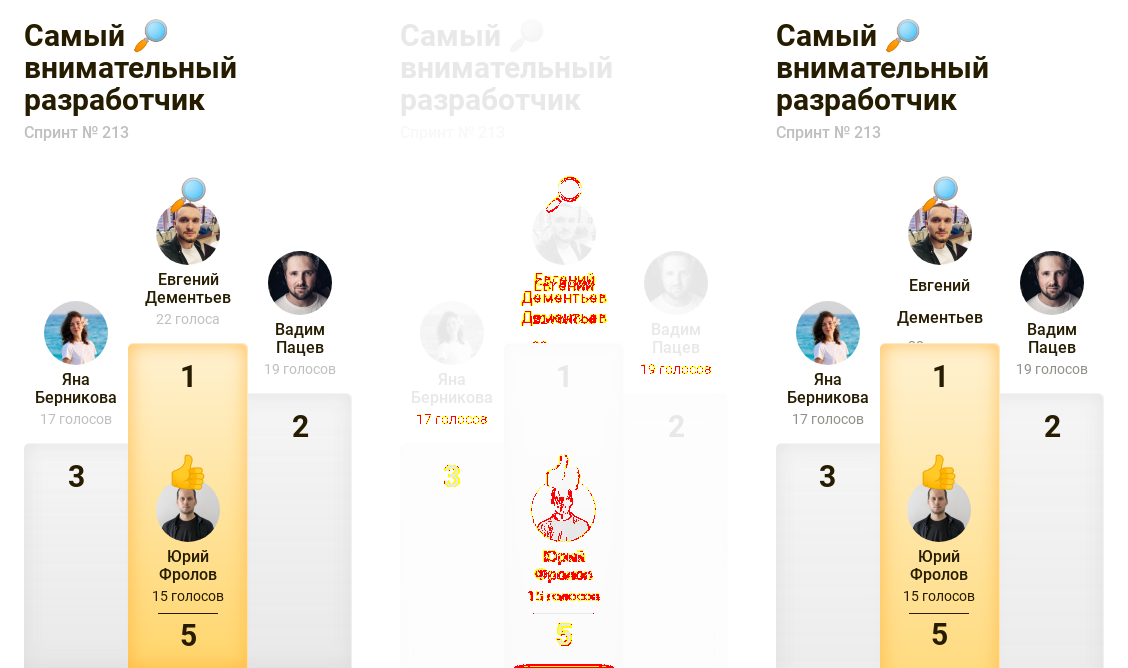 Самый
внимательный
разработчик
Спринт № 213
Евгений
Дементьев
22 голоса
Вадим
Пацев
19 голосов
Яна
Берникова
17 голосов
1
2
3
Юрий
Фролов
15 голосов
5
Самый
внимательный
разработчик
Спринт № 213
Евгений
Дементьев
Вадим
Пацев
19 голосов
Яна
Берникова
17 голосов
1
2
3
Юрий
Фролов
15 голосов
5
Самый
внимательный
разработчик
Спринт № 213
Евгений
Дементьев
Вадим
Пацев
19 голосов
Яна
Берникова
17 голосов
1
2
3
Юрий
Фролов
15 голосов
5